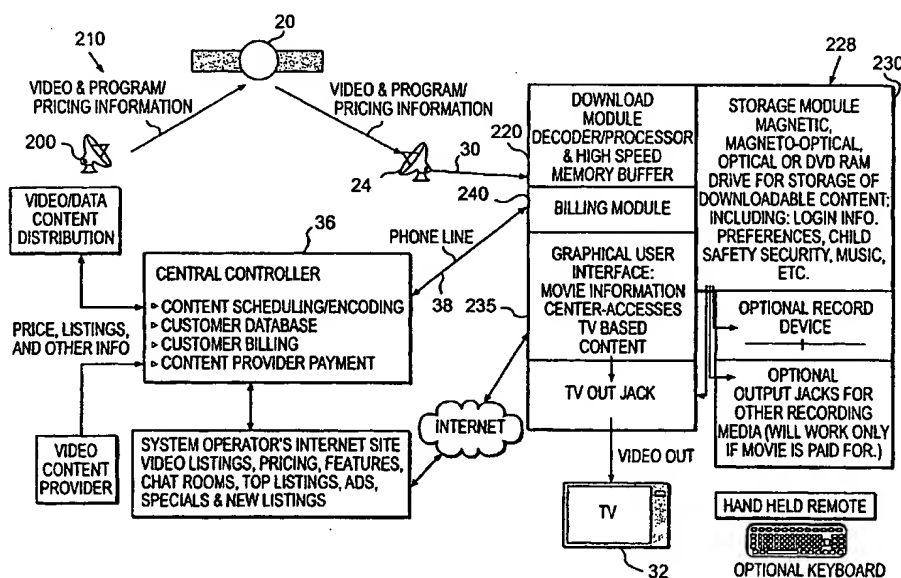 210
20
VIDEO & PROGRAM/
PRICING INFORMATION
VIDEO & PROGRAM/
PRICING INFORMATION
200
24
30
VIDEO/DATA
CONTENT
DISTRIBUTION
36
CENTRAL CONTROLLER
▹ CONTENT SCHEDULING/ENCODING
▹ CUSTOMER DATABASE
▹ CUSTOMER BILLING
▹ CONTENT PROVIDER PAYMENT
PRICE, LISTINGS,
AND OTHER INFO
VIDEO
CONTENT
PROVIDER
SYSTEM OPERATOR'S INTERNET SITE
VIDEO LISTINGS, PRICING, FEATURES,
CHAT ROOMS, TOP LISTINGS, ADS,
SPECIALS & NEW LISTINGS
PHONE LINE
38
INTERNET
228
230
220
DOWNLOAD
MODULE
DECODER/PROCESSOR
& HIGH SPEED
MEMORY BUFFER
240
BILLING MODULE
235
GRAPHICAL USER
INTERFACE:
MOVIE INFORMATION
CENTER-ACCESSES
TV BASED
CONTENT
TV OUT JACK
STORAGE MODULE
MAGNETIC,
MAGNETO-OPTICAL,
OPTICAL OR DVD RAM
DRIVE FOR STORAGE OF
DOWNLOADABLE CONTENT:
INCLUDING: LOGIN INFO.
PREFERENCES, CHILD
SAFETY SECURITY, MUSIC,
ETC.
OPTIONAL RECORD
DEVICE
OPTIONAL
OUTPUT JACKS FOR
OTHER RECORDING
MEDIA (WILL WORK ONLY
IF MOVIE IS PAID FOR.)
VIDEO OUT
TV
32
HAND HELD REMOTE
OPTIONAL KEYBOARD